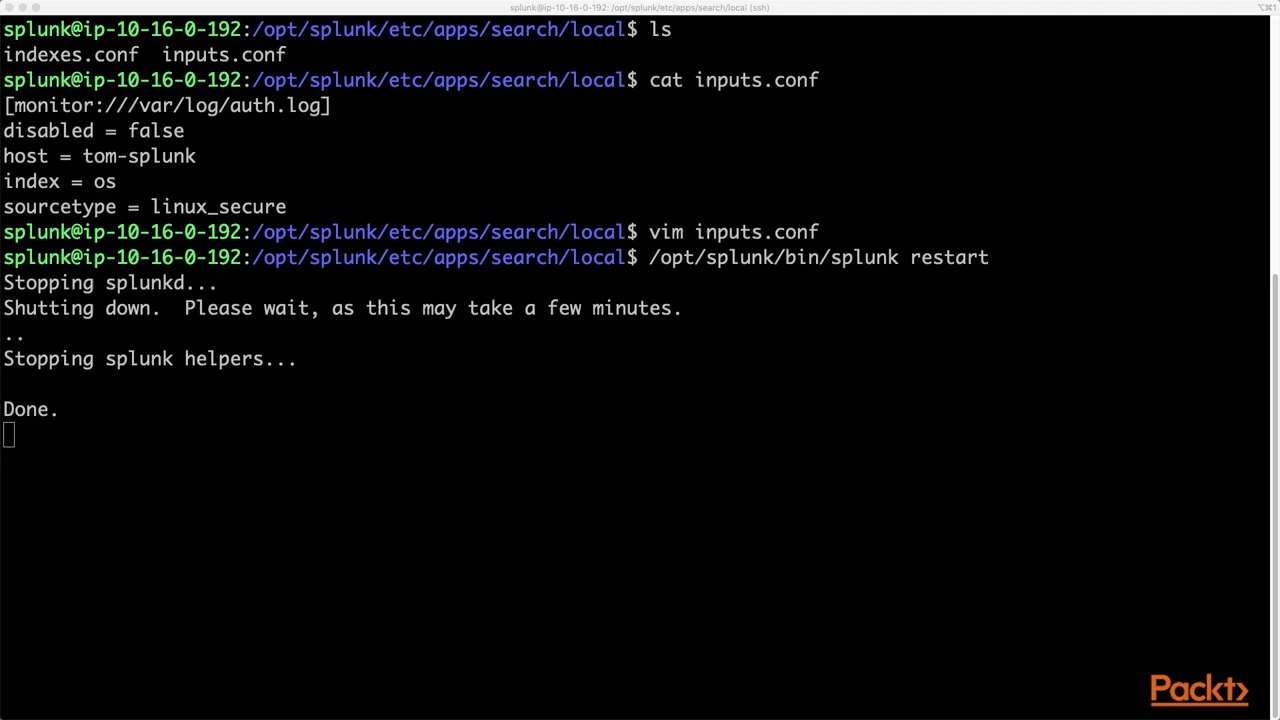 splunk@ip-10-16-0-192: /opt/splunk/etc/apps/search/local (ssh)
⌥⌘1
splunk@ip-10-16-0-192:/opt/splunk/etc/apps/search/local$ ls
indexes.conf  inputs.conf
splunk@ip-10-16-0-192:/opt/splunk/etc/apps/search/local$ cat inputs.conf
[monitor:///var/log/auth.log]
disabled = false
host = tom-splunk
index = os
sourcetype = linux_secure
splunk@ip-10-16-0-192:/opt/splunk/etc/apps/search/local$ vim inputs.conf
splunk@ip-10-16-0-192:/opt/splunk/etc/apps/search/local$ /opt/splunk/bin/splunk restart
Stopping splunkd...
Shutting down.  Please wait, as this may take a few minutes.
..
Stopping splunk helpers...
Done.
Packt>